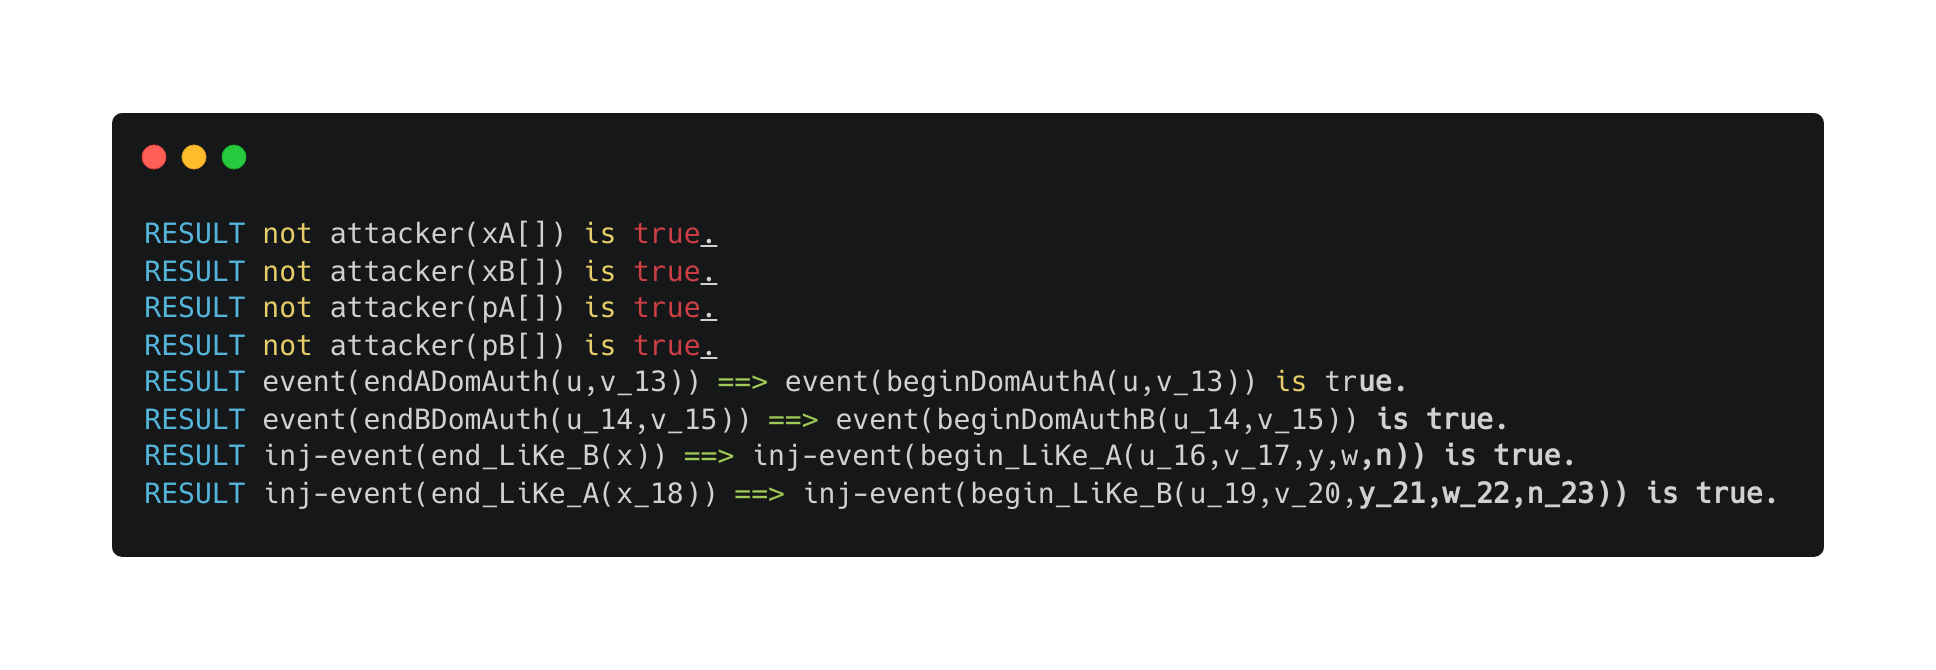 RESULT not attacker(xA[]) is true.
RESULT not attacker(xB[]) is true.
RESULT not attacker(pA[]) is true.
RESULT not attacker(pB[]) is true.
RESULT event(endADomAuth(u,v_13)) ==> event(beginDomAuthA(u,v_13)) is true.
RESULT event(endBDomAuth(u_14,v_15)) ==> event(beginDomAuthB(u_14,v_15)) is true.
RESULT inj-event(end_LiKe_B(x)) ==> inj-event(begin_LiKe_A(u_16,v_17,y,w,n)) is true.
RESULT inj-event(end_LiKe_A(x_18)) ==> inj-event(begin_LiKe_B(u_19,v_20,y_21,w_22,n_23)) is true.